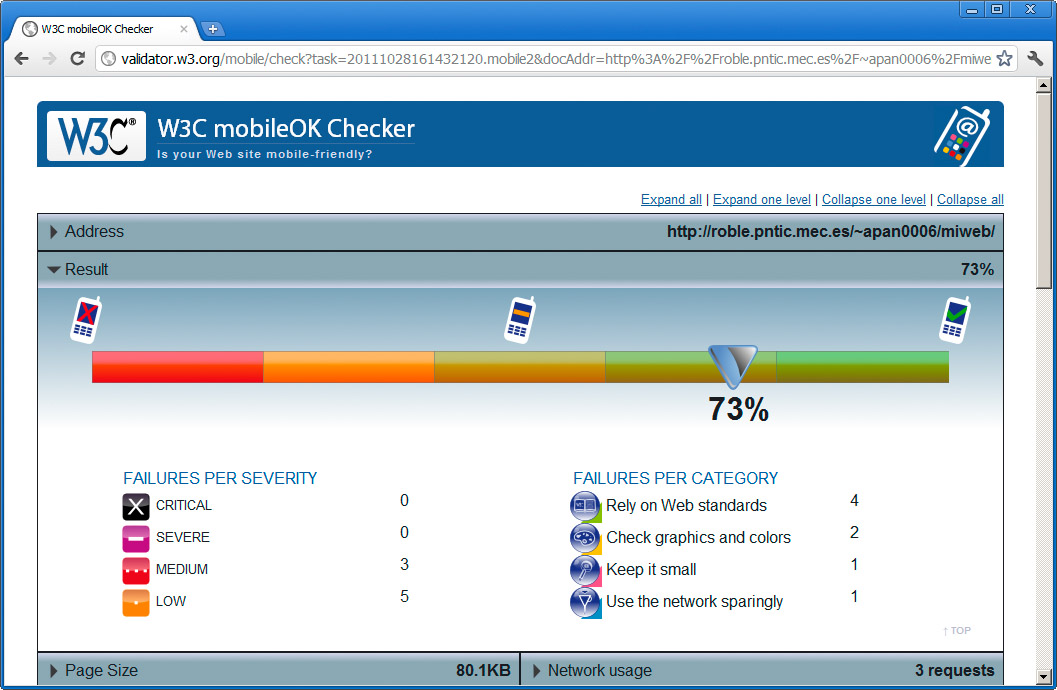 W3C mobileOK Checker
validator.w3.org/mobile/check?task=20111028161432120.mobile2&docAddr=http%3A%2F%2Froble.pntic.mec.es%2F~apan0006%2Fmiwe
W3C® W3C mobileOK Checker
Is your Web site mobile-friendly?
Expand all | Expand one level | Collapse one level | Collapse all
Address http://roble.pntic.mec.es/~apan0006/miweb/
Result 73%
73%
FAILURES PER SEVERITY
CRITICAL 0
SEVERE 0
MEDIUM 3
LOW 5
FAILURES PER CATEGORY
Rely on Web standards 4
Check graphics and colors 2
Keep it small 1
Use the network sparingly 1
↑ TOP
Page Size 80.1KB
Network usage 3 requests